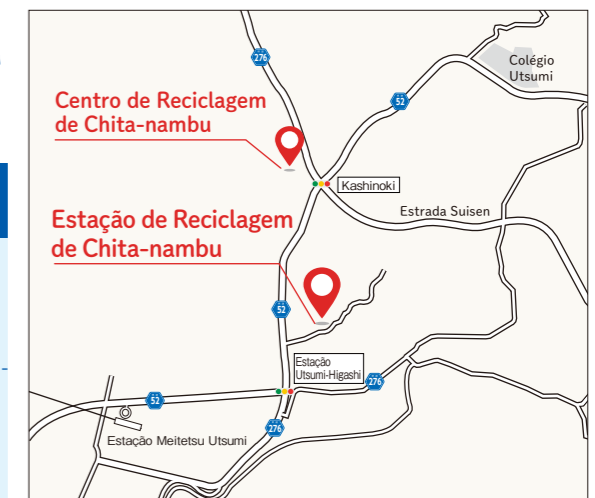 276
Colégio
Utsumi
Centro de Reciclagem
de Chita-nambu
52
Kashinoki
Estação de Reciclagem
de Chita-nambu
Estrada Suisen
52
Estação
Utsumi-Higashi
276
52
276
Estação Meitetsu Utsumi